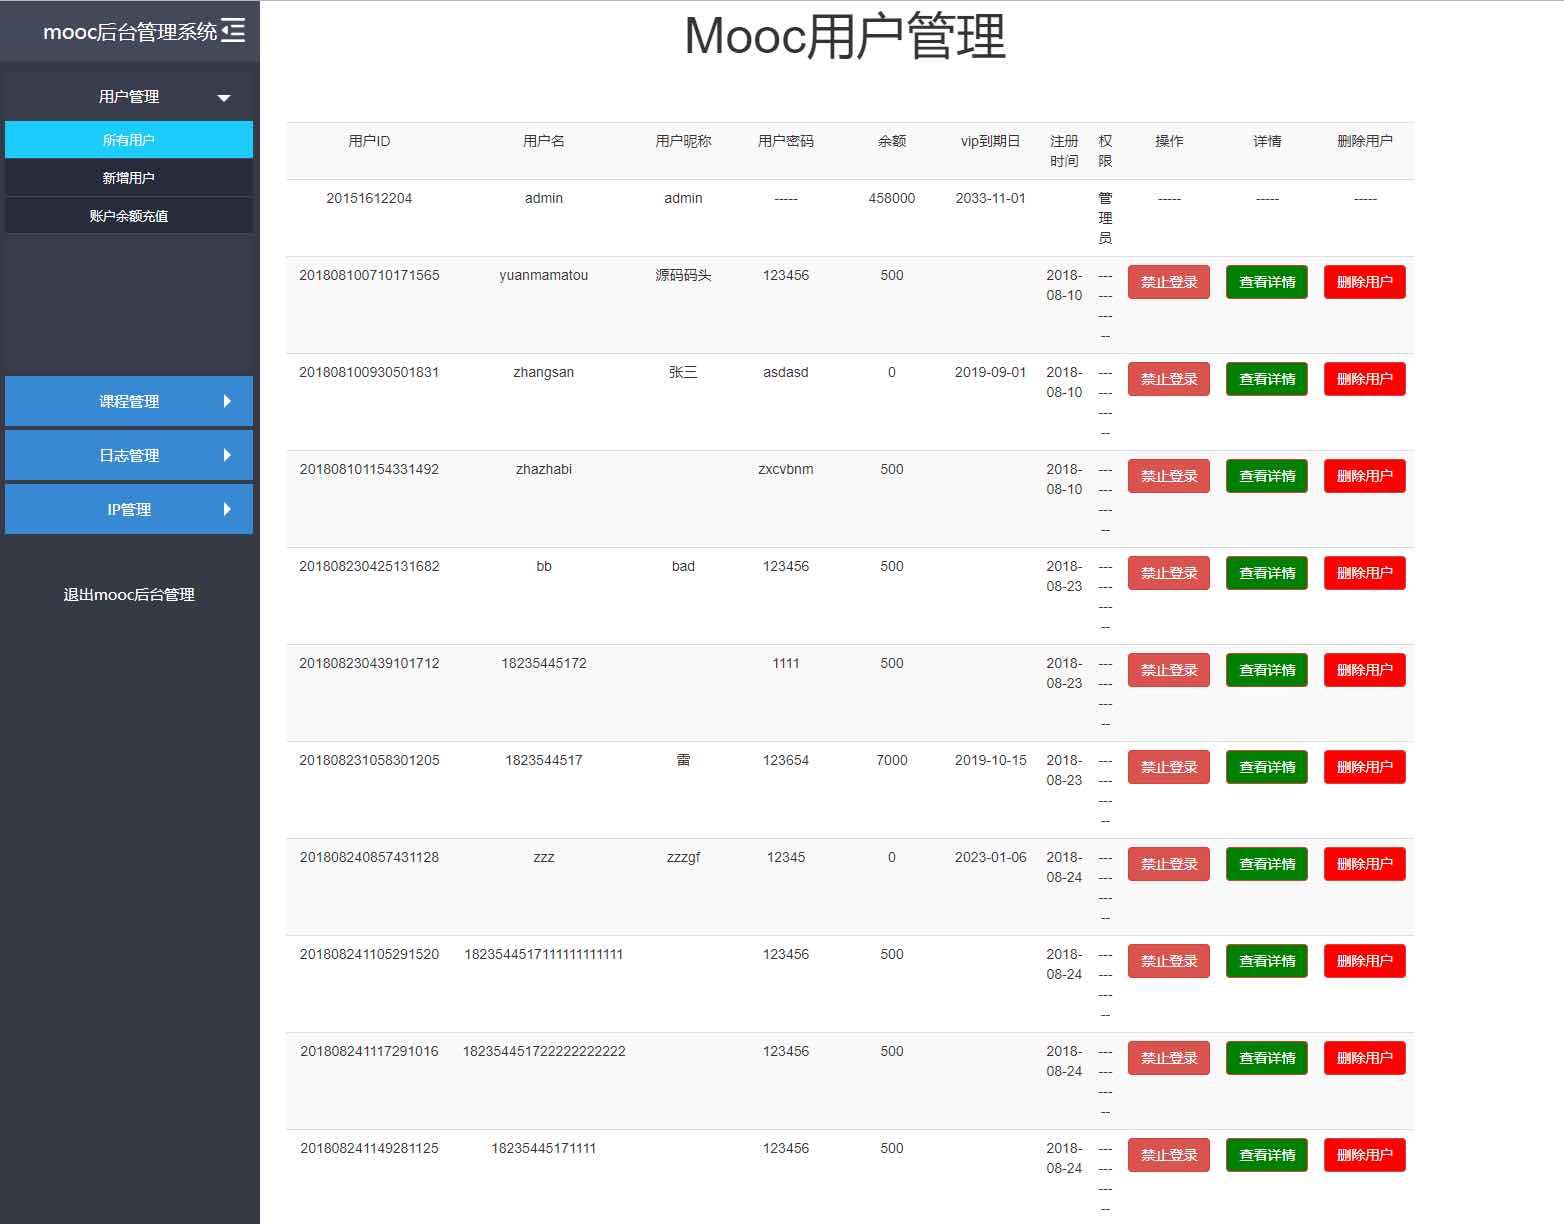 mooc后台管理系统
用户管理
所有用户
新增用户
账户余额充值
课程管理
日志管理
IP管理
退出mooc后台管理
Mooc用户管理
用户ID 用户名 用户昵称 用户密码 余额 vip到期日 注册 权 操作 详情 删除用户
时间 限
20151612204 admin admin ----- 458000 2033-11-01 管 ----- ----- -----
理
员
201808100710171565 yuanmamatou 源码码头 123456 500 2018- --- 禁止登录 查看详情 删除用户
08-10 ---
---
--
201808100930501831 zhangsan 张三 asdasd 0 2019-09-01 2018- --- 禁止登录 查看详情 删除用户
08-10 ---
---
--
201808101154331492 zhazhabi zxcvbnm 500 2018- --- 禁止登录 查看详情 删除用户
08-10 ---
---
--
201808230425131682 bb bad 123456 500 2018- --- 禁止登录 查看详情 删除用户
08-23 ---
---
--
201808230439101712 18235445172 1111 500 2018- --- 禁止登录 查看详情 删除用户
08-23 ---
---
--
201808231058301205 1823544517 雷 123654 7000 2019-10-15 2018- --- 禁止登录 查看详情 删除用户
08-23 ---
---
--
201808240857431128 zzz zzzgf 12345 0 2023-01-06 2018- --- 禁止登录 查看详情 删除用户
08-24 ---
---
--
201808241105291520 1823544517111111111111 123456 500 2018- --- 禁止登录 查看详情 删除用户
08-24 ---
---
--
201808241117291016 182354451722222222222 123456 500 2018- --- 禁止登录 查看详情 删除用户
08-24 ---
---
--
201808241149281125 18235445171111 123456 500 2018- --- 禁止登录 查看详情 删除用户
08-24 ---
---
--